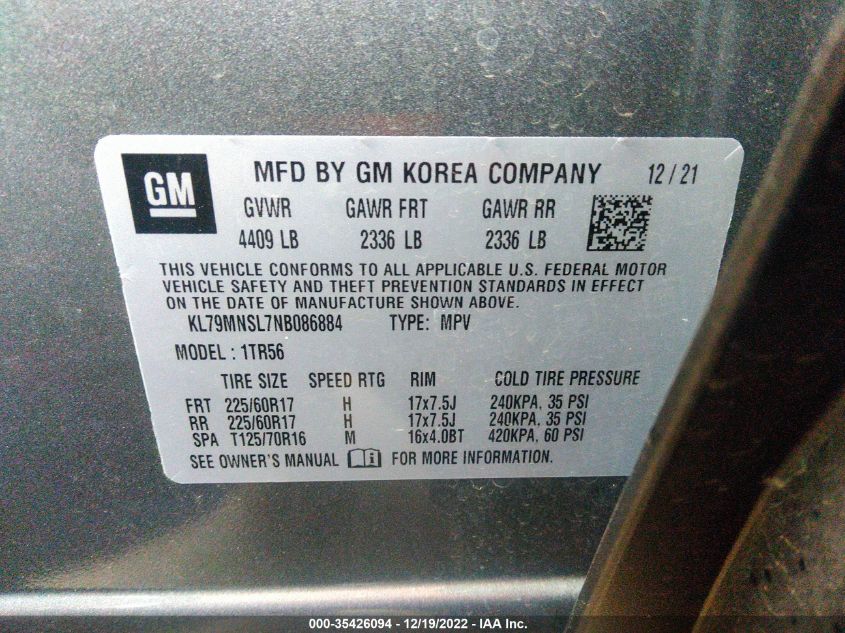 GM MFD BY GM KOREA COMPANY 12/21
GVWR GAWR FRT GAWR RR
4409 LB 2336 LB 2336 LB
THIS VEHICLE CONFORMS TO ALL APPLICABLE U.S. FEDERAL MOTOR
VEHICLE SAFETY AND THEFT PREVENTION STANDARDS IN EFFECT
ON THE DATE OF MANUFACTURE SHOWN ABOVE.
KL79MNSL7NB086884 TYPE: MPV
MODEL: 1TR56
TIRE SIZE SPEED RTG RIM COLD TIRE PRESSURE
FRT 225/60R17 H 17x7.5J 240KPA, 35 PSI
RR 225/60R17 H 17x7.5J 240KPA, 35 PSI
SPA T125/70R16 M 16x4.0BT 420KPA, 60 PSI
SEE OWNER'S MANUAL FOR MORE INFORMATION.
000-35426094 - 12/19/2022 - IAA Inc.